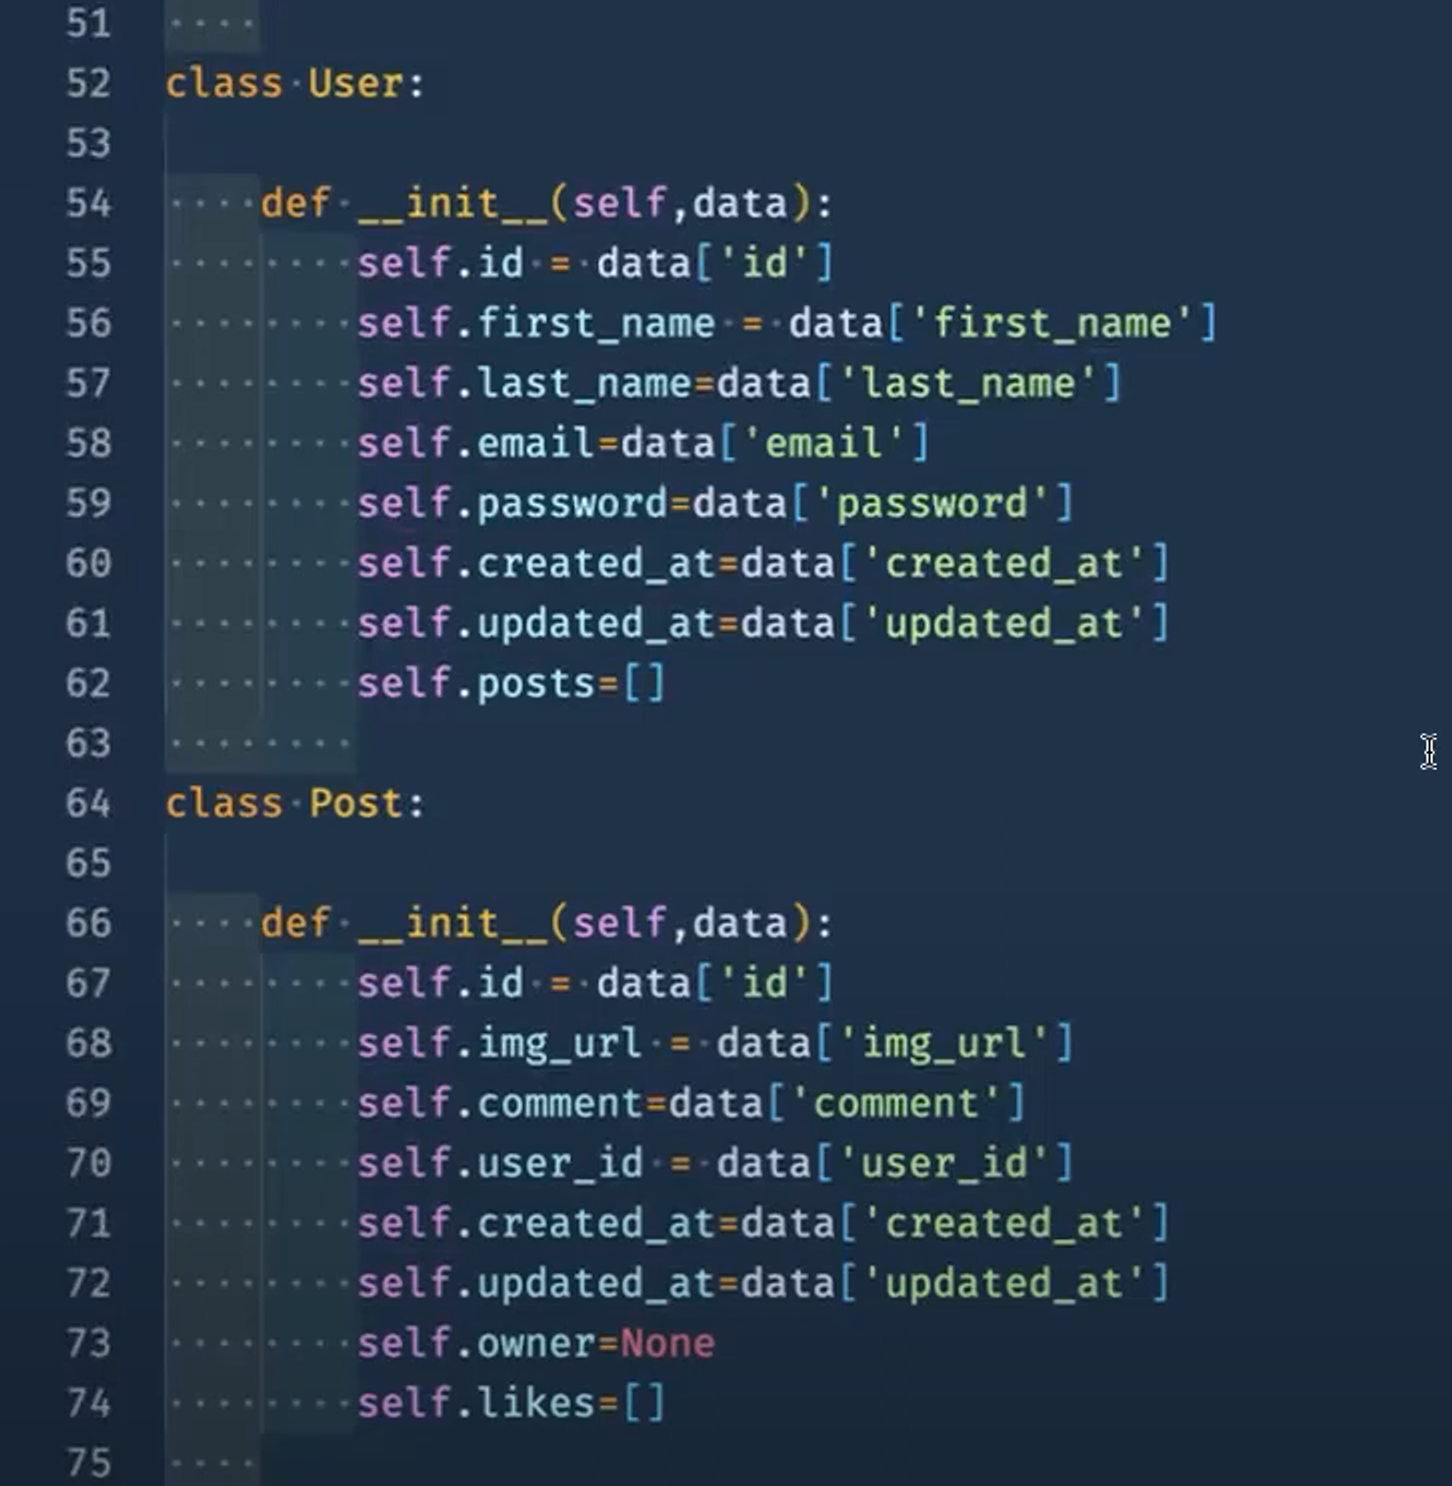 51
52 class User:
53
54     def __init__(self,data):
55         self.id = data['id']
56         self.first_name = data['first_name']
57         self.last_name=data['last_name']
58         self.email=data['email']
59         self.password=data['password']
60         self.created_at=data['created_at']
61         self.updated_at=data['updated_at']
62         self.posts=[]
63
64 class Post:
65
66     def __init__(self,data):
67         self.id = data['id']
68         self.img_url = data['img_url']
69         self.comment=data['comment']
70         self.user_id = data['user_id']
71         self.created_at=data['created_at']
72         self.updated_at=data['updated_at']
73         self.owner=None
74         self.likes=[]
75